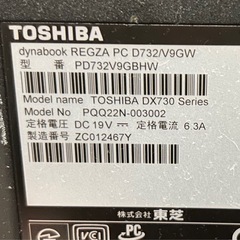 TOSHIBA
dynabook REGZA PC D732/V9GW
型 番 PD732V9GBHW
Model name TOSHIBA DX730 Series
Model No PQQ22N-003002
定格電圧 DC 19V 定格電流 6.3A
製造番号 ZC012467Y
株式会社 東芝
PC